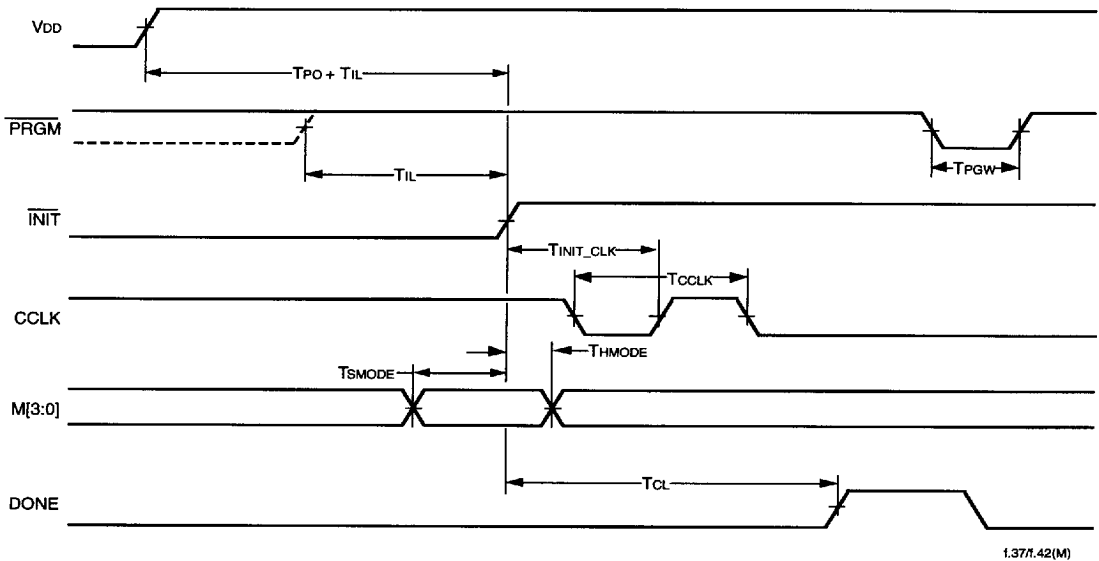 VDD
TPO + TIL
PRGM
TIL
TPGW
INIT
TINIT_CLK
TCCLK
CCLK
THMODE
TSMODE
M[3:0]
TCL
DONE
1.37/1.42(M)